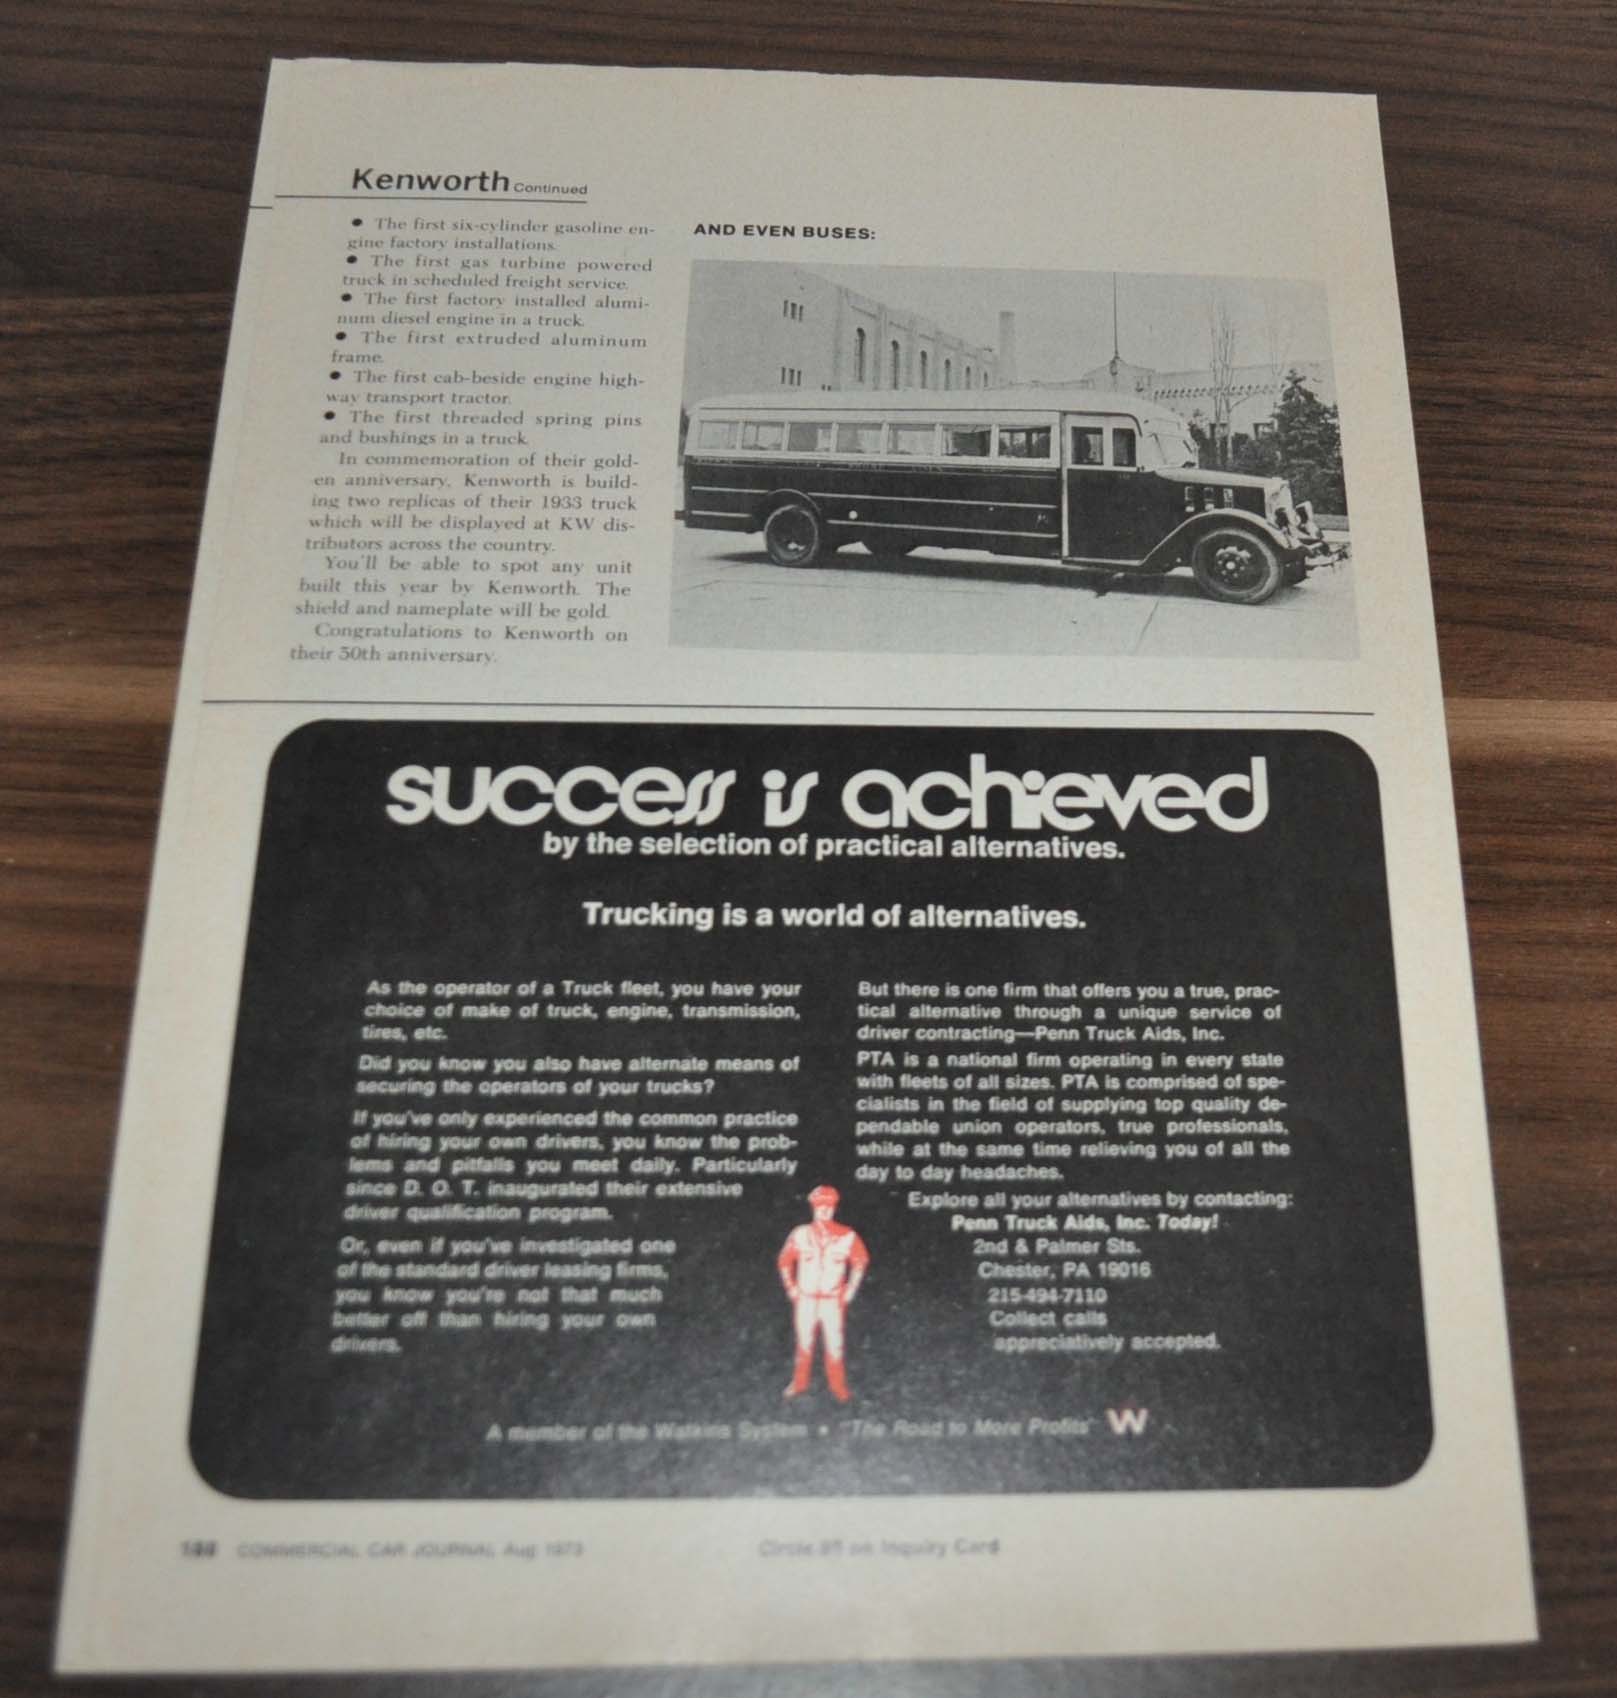 Kenworth Continued
• The first six-cylinder gasoline en-
gine factory installations.
• The first gas turbine powered
truck in scheduled freight service.
• The first factory installed alumi-
num diesel engine in a truck.
• The first extruded aluminum
frame.
• The first cab-beside engine high-
way transport tractor.
• The first threaded spring pins
and bushings in a truck.
In commemoration of their gold-
en anniversary, Kenworth is build-
ing two replicas of their 1933 truck
which will be displayed at KW dis-
tributors across the country.
You'll be able to spot any unit
built this year by Kenworth. The
shield and nameplate will be gold.
Congratulations to Kenworth on
their 50th anniversary.
AND EVEN BUSES:
success is achieved
by the selection of practical alternatives.
Trucking is a world of alternatives.
As the operator of a Truck fleet, you have your
choice of make of truck, engine, transmission,
tires, etc.
Did you know you also have alternate means of
securing the operators of your trucks?
If you've only experienced the common practice
of hiring your own drivers, you know the prob-
lems and pitfalls you meet daily. Particularly
since D. O. T. inaugurated their extensive
driver qualification program.
Or, even if you've investigated one
of the standard driver leasing firms,
you know you're not that much
better off than hiring your own
drivers.
But there is one firm that offers you a true, prac-
tical alternative through a unique service of
driver contracting—Penn Truck Aids, Inc.
PTA is a national firm operating in every state
with fleets of all sizes. PTA is comprised of spe-
cialists in the field of supplying top quality de-
pendable union operators, true professionals,
while at the same time relieving you of all the
day to day headaches.
Explore all your alternatives by contacting:
Penn Truck Aids, Inc. Today!
2nd & Palmer Sts.
Chester, PA 19016
215-494-7110
Collect calls
appreciatively accepted.
A member of the Watkins System • "The Road to More Profits" W
COMMERCIAL CAR JOURNAL, Aug 1973
Circle on Inquiry Card